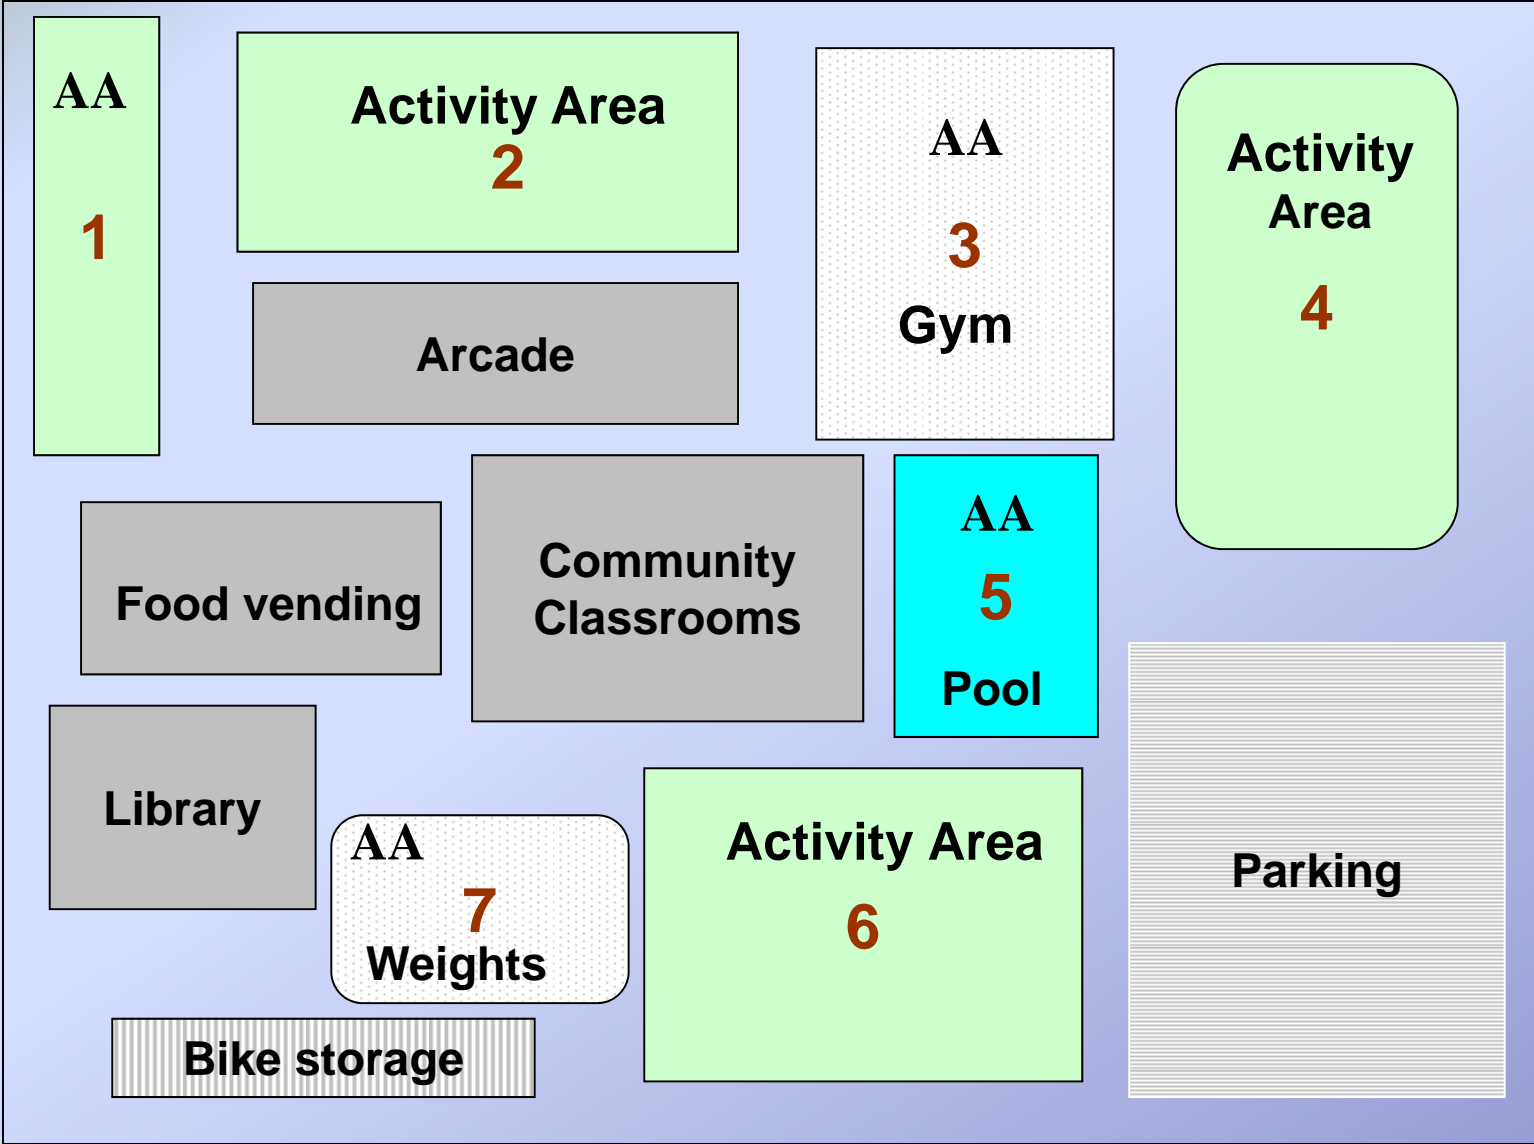 AA
1
Activity Area
2
AA
3
Gym
Activity
Area
4
Arcade
Food vending
Community
Classrooms
AA
5
Pool
Library
AA
7
Weights
Activity Area
6
Parking
Bike storage